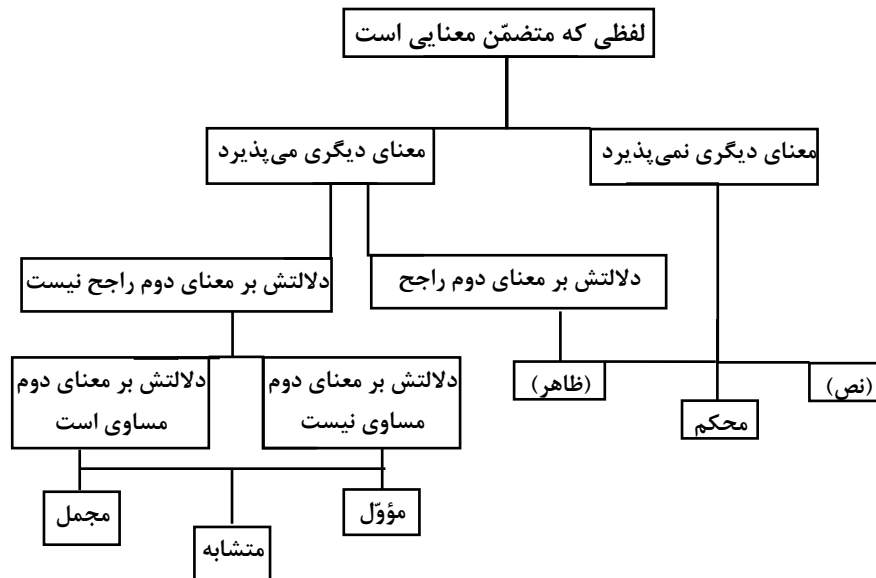 لفظی که متضمّن معنایی است
معنای دیگری نمی‌پذیرد
معنای دیگری می‌پذیرد
دلالتش بر معنای دوم راجح
دلالتش بر معنای دوم راجح نیست
(نص)
محکم
(ظاهر)
دلالتش بر معنای دوم
مساوی نیست
دلالتش بر معنای دوم
مساوی است
مؤوّل
متشابه
مجمل